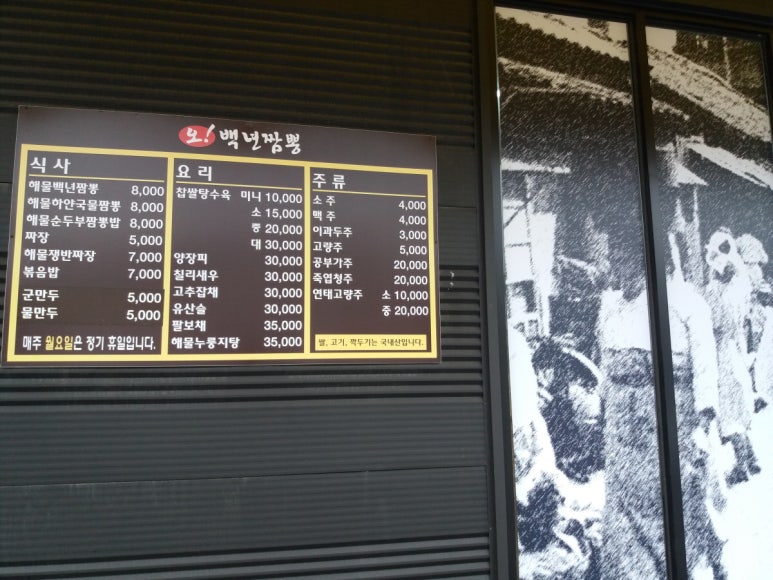 오! 백년짬뽕
식사
해물백년짬뽕 8,000
해물하얀국물짬뽕 8,000
해물순두부짬뽕밥 8,000
짜장 5,000
해물쟁반짜장 7,000
볶음밥 7,000
군만두 5,000
물만두 5,000
매주 월요일은 정기 휴일입니다.
요리
찹쌀탕수육 미니 10,000
소 15,000
중 20,000
대 30,000
양장피 30,000
칠리새우 30,000
고추잡채 30,000
유산슬 30,000
팔보채 35,000
해물누룽지탕 35,000
주류
소주 4,000
맥주 4,000
이과두주 3,000
고량주 5,000
공부가주 20,000
죽엽청주 20,000
연태고량주 소 10,000
중 20,000
쌀, 고기, 깍두기는 국내산입니다.